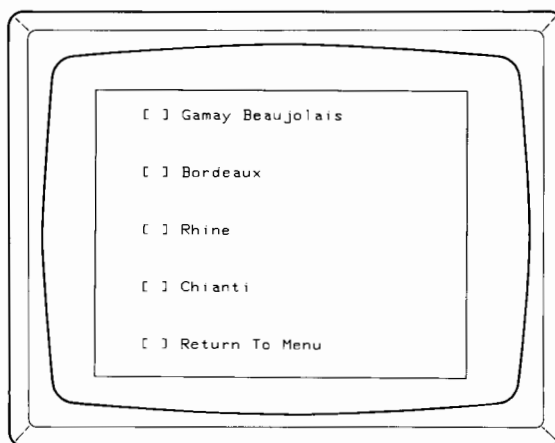 [ ] Gamay Beaujolais
[ ] Bordeaux
[ ] Rhine
[ ] Chianti
[ ] Return To Menu